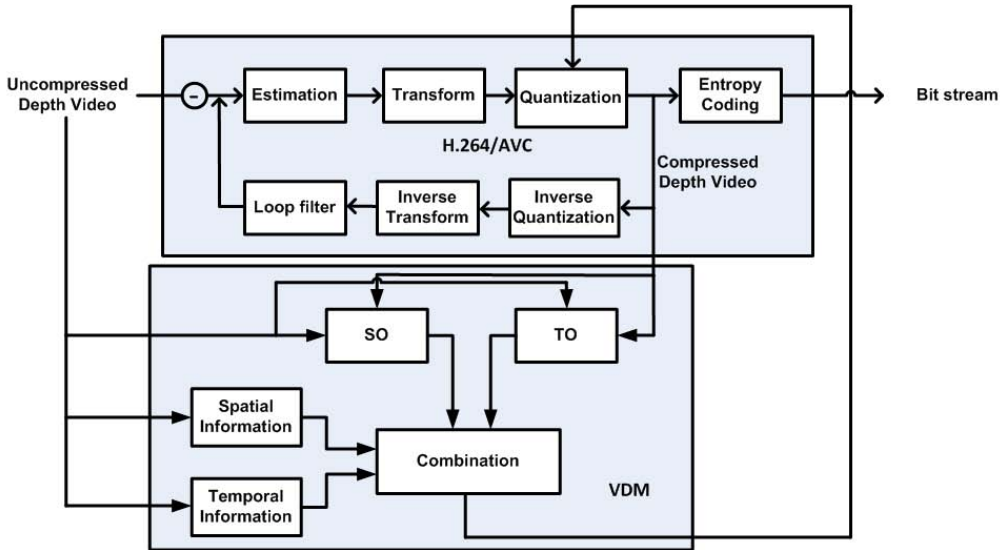 Uncompressed
Depth Video
Estimation
Transform
Quantization
Entropy
Coding
Bit stream
H.264/AVC
Compressed
Depth Video
Loop filter
Inverse
Transform
Inverse
Quantization
SO
TO
Spatial
Information
Combination
Temporal
Information
VDM